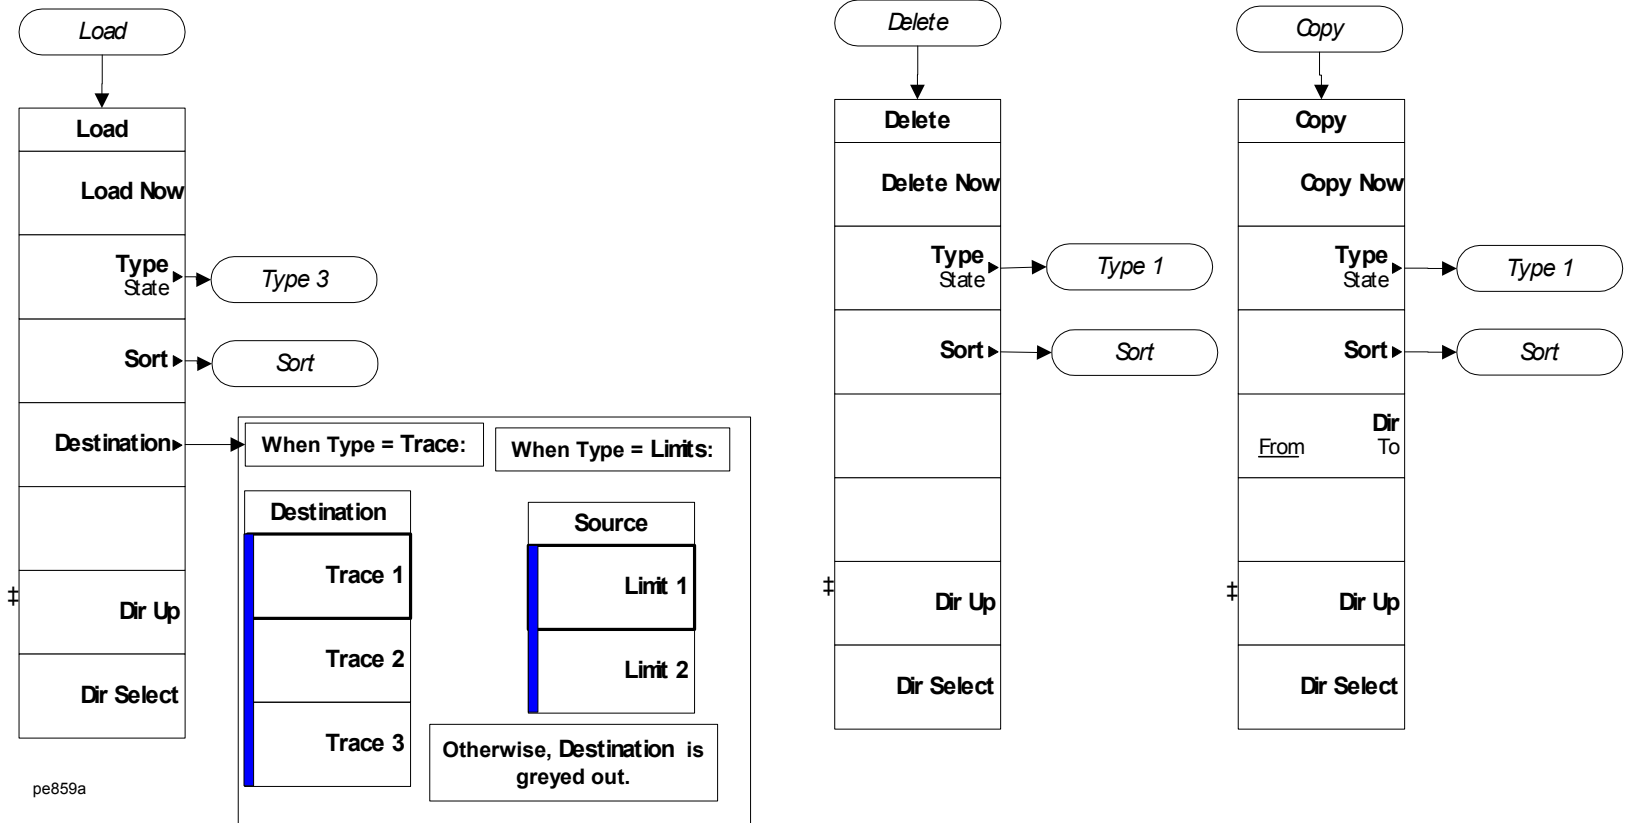 Load
Load
Load Now
Type
State
Type 3
Sort
Sort
Destination
When Type = Trace:
When Type = Limits:
Destination
Trace 1
Trace 2
Trace 3
Source
Limit 1
Limit 2
Otherwise, Destination is
greyed out.
‡
Dir Up
Dir Select
pe859a
Delete
Delete
Delete Now
Type
State
Type 1
Sort
Sort
‡
Dir Up
Dir Select
Copy
Copy
Copy Now
Type
State
Type 1
Sort
Sort
Dir
From To
‡
Dir Up
Dir Select